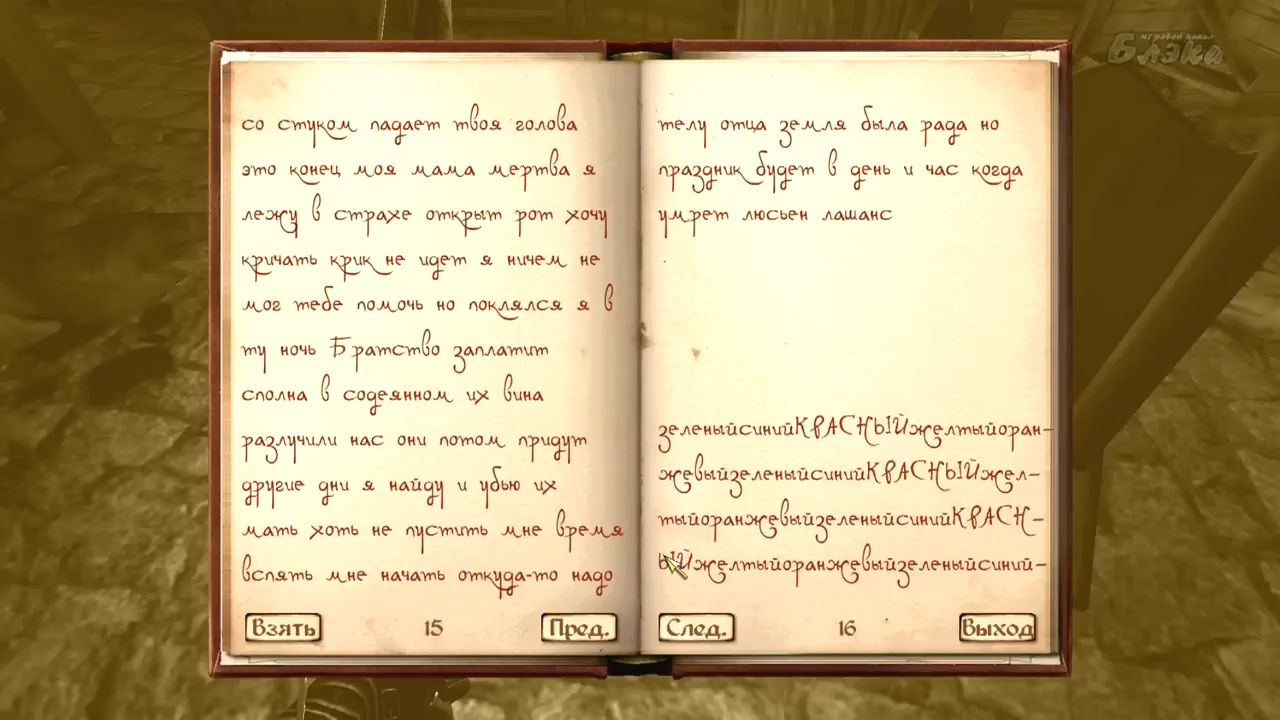 игровой канал
Блэка
со стуком падает твоя голова
это конец моя мама мертва я
лежу в страхе открыт рот хочу
кричать крик не идет я ничем не
мог тебе помочь но поклялся я в
ту ночь Братство заплатит
сполна в содеянном их вина
разлучили нас они потом придут
другие дни я найду и убью их
мать хоть не пустить мне время
вспять мне начать откуда-то надо
телу отца земля была рада но
праздник будет в день и час когда
умрет люсьен лашанс
зеленыйсинийКРАСНЫЙжелтыйоран-
жевыйзеленыйсинийКРАСНЫЙжел-
тыйоранжевыйзеленыйсинийКРАСН-
ЫЙжелтыйоранжевыйзеленыйсиний-
Взять 15 Пред. След. 16 Выход